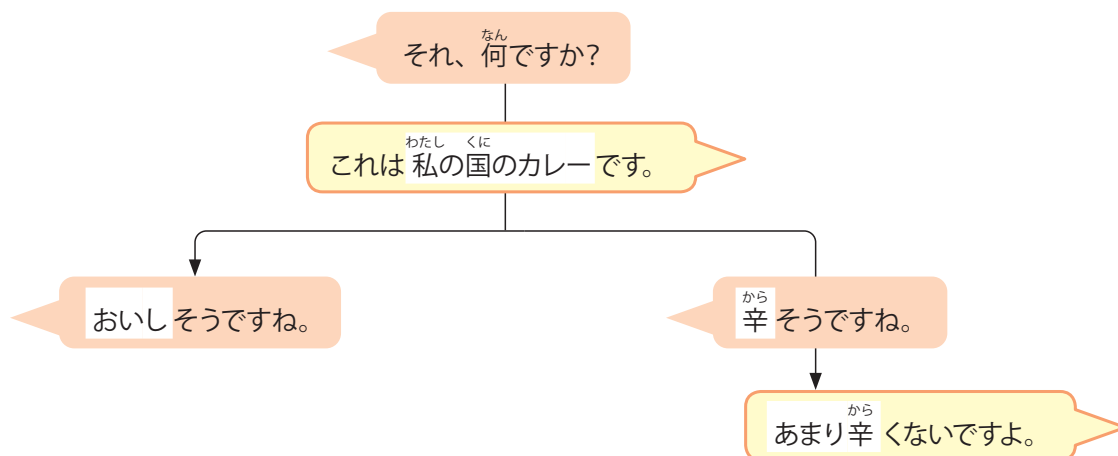 なん
それ、何ですか？
わたし くに
これは私の国のカレーです。
おいしそうですね。
から
辛そうですね。
から
あまり辛くないですよ。